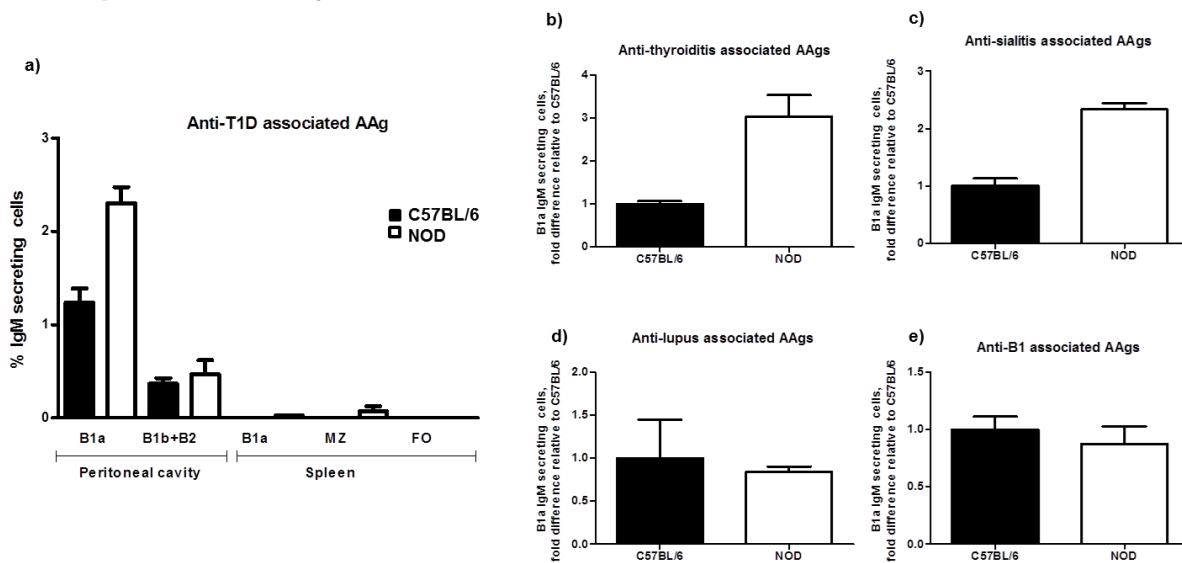 a)
Anti-T1D associated AAg
% IgM secreting cells
3
2
1
0
C57BL/6
NOD
B1a B1b+B2 B1a MZ FO
Peritoneal cavity Spleen
b)
Anti-thyroiditis associated AAgs
B1a IgM secreting cells,
fold difference relative to C57BL/6
4
3
2
1
0
C57BL/6 NOD
c)
Anti-sialitis associated AAgs
B1a IgM secreting cells,
fold difference relative to C57BL/6
3
2
1
0
C57BL/6 NOD
d)
Anti-lupus associated AAgs
B1a IgM secreting cells,
fold difference relative to C57BL/6
2.0
1.5
1.0
0.5
0.0
C57BL/6 NOD
e)
Anti-B1 associated AAgs
B1a IgM secreting cells,
fold difference relative to C57BL/6
1.5
1.0
0.5
0.0
C57BL/6 NOD